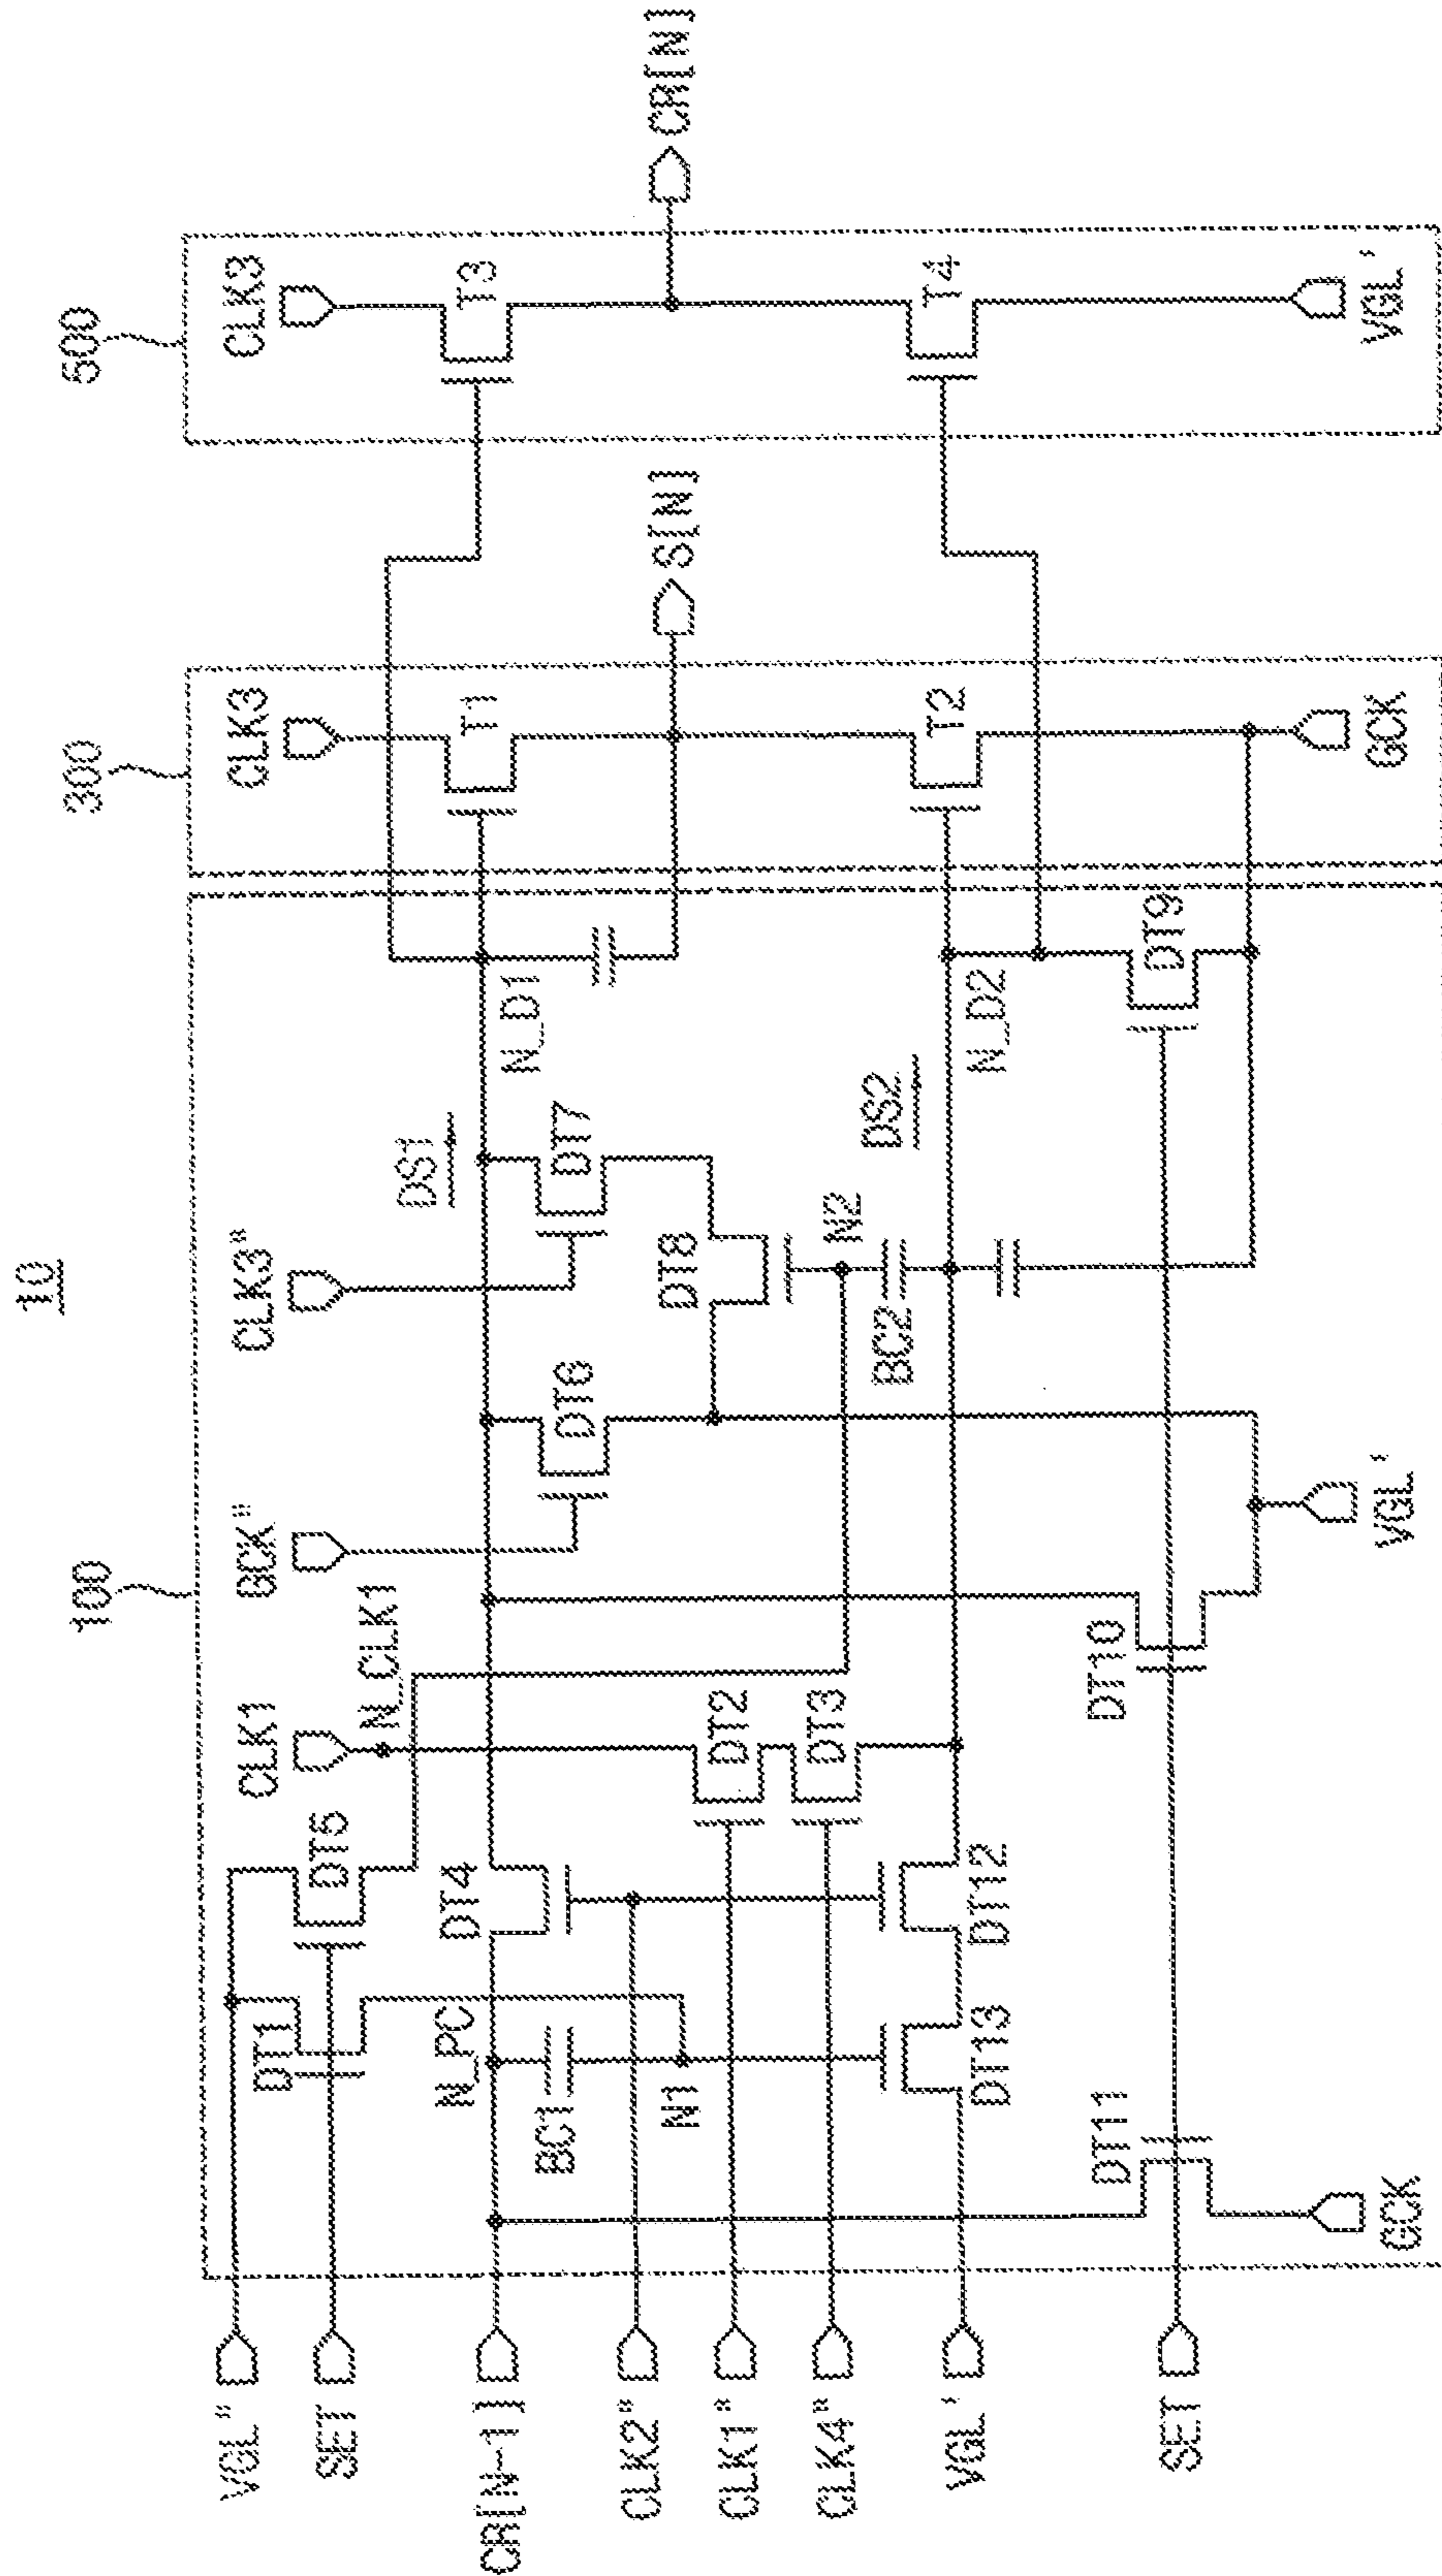 10
100
300
500
VGL"
SET
CR[N-1]
CLK2"
CLK1"
CLK4"
VGL'
SET
CLK1
N_CLK1
GCK"
CLK3"
CLK3
CLK3
DT1
DT5
N_PC
DT4
BC1
N1
DT2
DT3
DT13
DT12
DT11
GCK
DT10
VGL'
DT6
DT7
DT8
N2
BC2
DS1
N_D1
DS2
N_D2
DT9
T1
T2
GCK
S[N]
T3
T4
VGL'
CR[N]